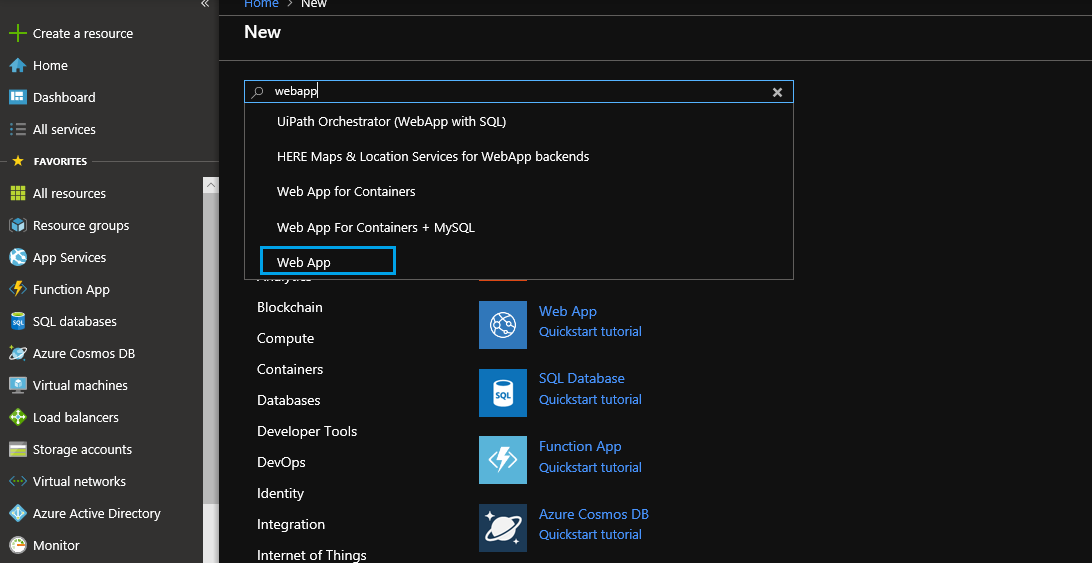 «
Create a resource
Home
Dashboard
All services
FAVORITES
All resources
Resource groups
App Services
Function App
SQL databases
Azure Cosmos DB
Virtual machines
Load balancers
Storage accounts
Virtual networks
Azure Active Directory
Monitor
Home > New
New
webapp
UiPath Orchestrator (WebApp with SQL)
HERE Maps & Location Services for WebApp backends
Web App for Containers
Web App For Containers + MySQL
Web App
Analytics
Blockchain
Compute
Containers
Databases
Developer Tools
DevOps
Identity
Integration
Internet of Things
Web App
Quickstart tutorial
SQL
SQL Database
Quickstart tutorial
Function App
Quickstart tutorial
Azure Cosmos DB
Quickstart tutorial